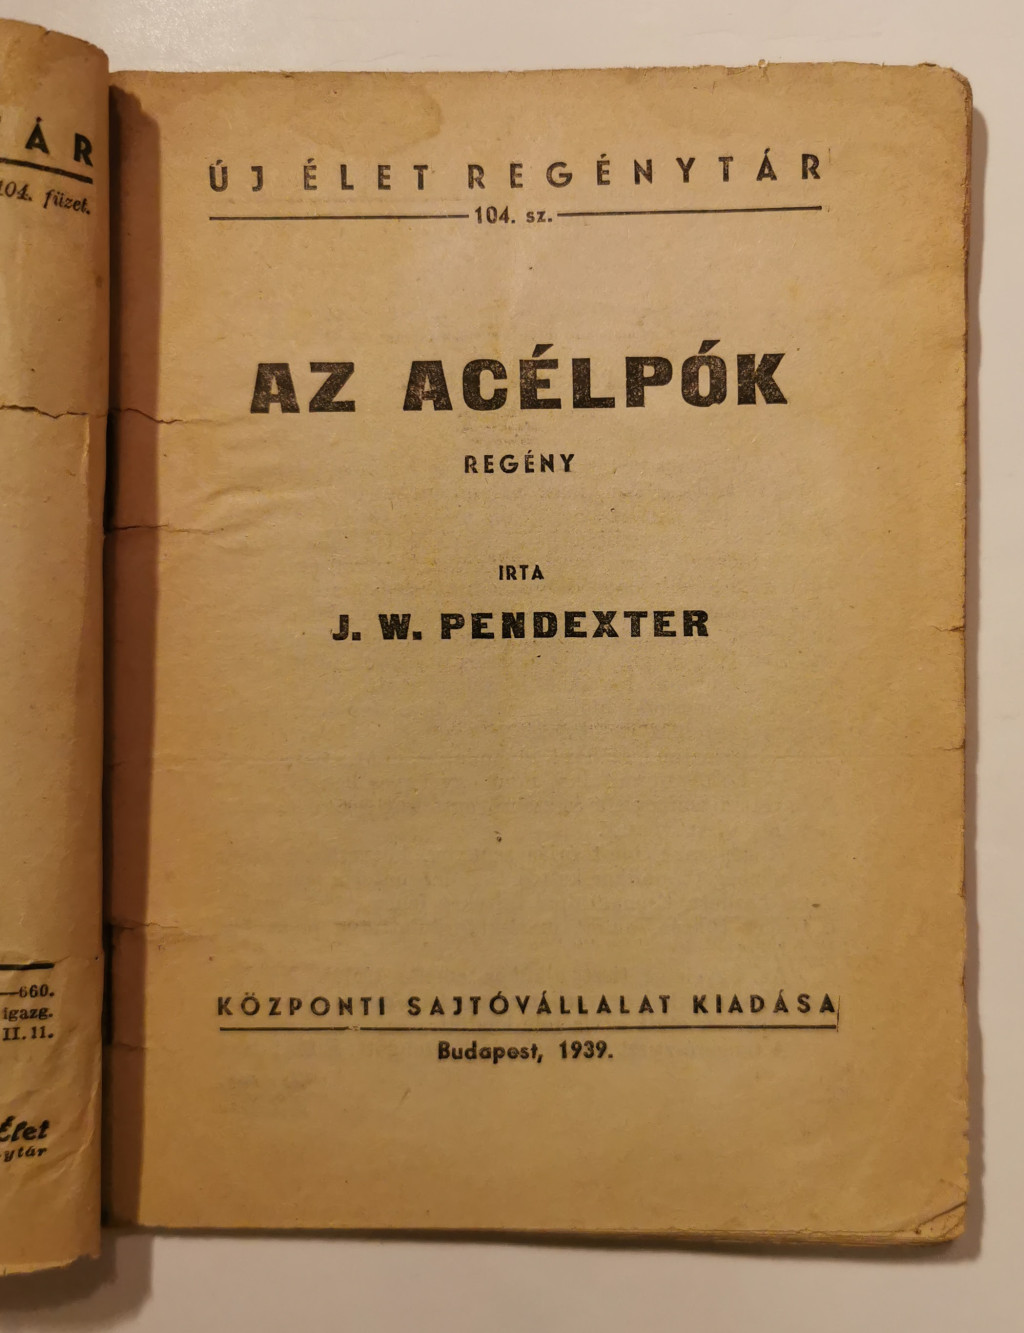 ÁR
104. füzet.
—660.
igazg.
II. 11.
Élet
ytár
ÚJ ÉLET REGÉNYTÁR
104. sz.
AZ ACÉLPÓK
REGÉNY
IRTA
J. W. PENDEXTER
KÖZPONTI SAJTÓVÁLLALAT KIADÁSA
Budapest, 1939.